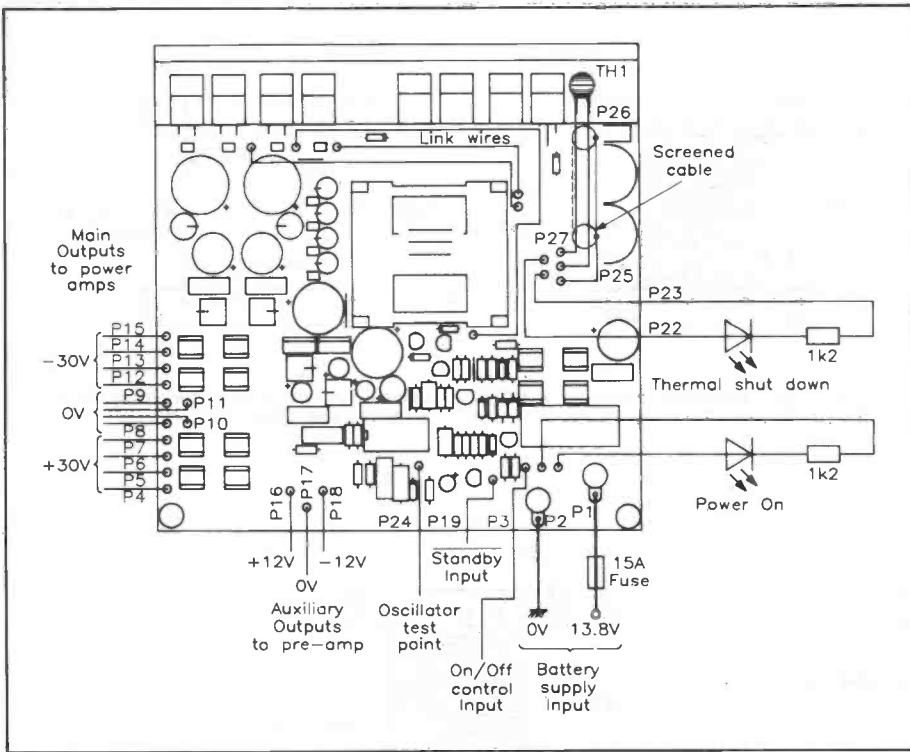 TH1
P26
Link wires
Screened
cable
Main
Outputs
to power
amps
P27
P25
P23
P22
1k2
Thermal shut down
P15
P14
-30V
P13
P12
P9
0V
P11
P10
P8
P7
+30V
P6
P5
P4
1k2
Power On
P16
P17
P18
P24
P19
P3
P2
P1
+12V
-12V
0V
Auxiliary
Outputs
to pre-amp
Oscillator
test
point
Standby
Input
On/Off
control
Input
15A
Fuse
0V
13.8V
Battery
supply
Input